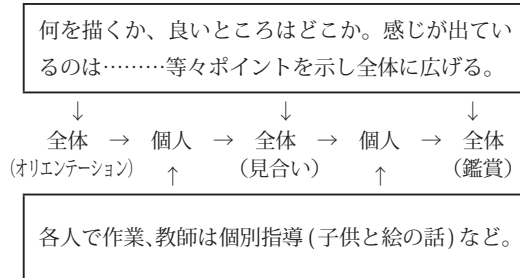 何を描くか、良いところはどこか。感じが出てい
るのは………等々ポイントを示し全体に広げる。
↓ ↓ ↓
全体 → 個人 → 全体 → 個人 → 全体
(オリエンテーション) ↑ (見合い) ↑ (鑑賞)
各人で作業、教師は個別指導(子供と絵の話)など。